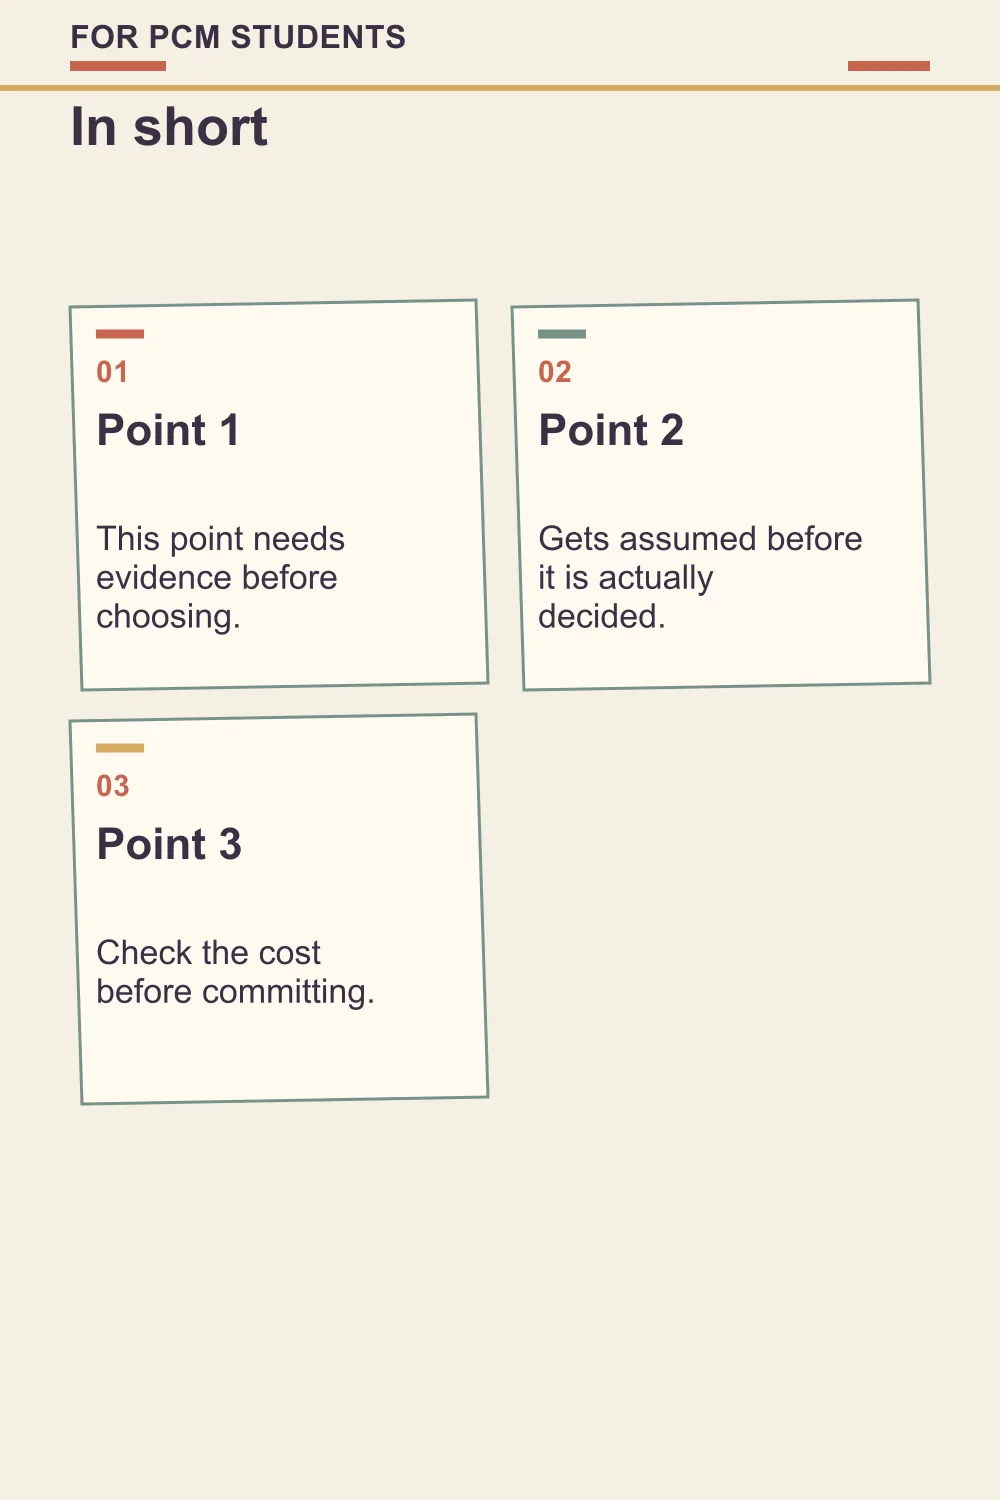 FOR PCM STUDENTS
In short
01
Point 1
This point needs
evidence before
choosing.
02
Point 2
Gets assumed before
it is actually
decided.
03
Point 3
Check the cost
before committing.